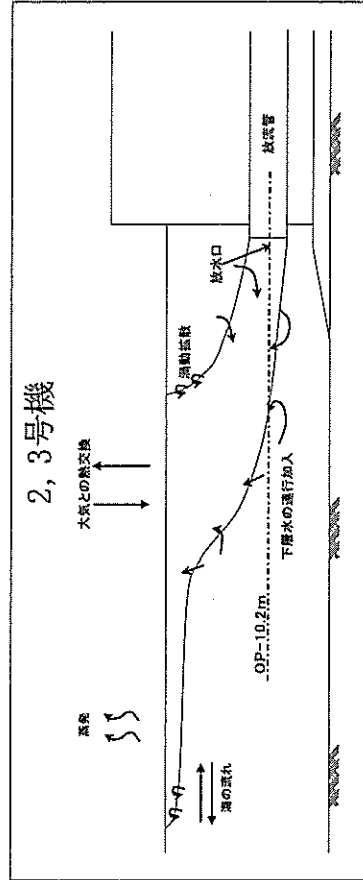 2,3号機
大気との熱交換
蒸発
渦動拡散
放水口
放流管
海の流れ
OP-10.2m
下層水の連行加入